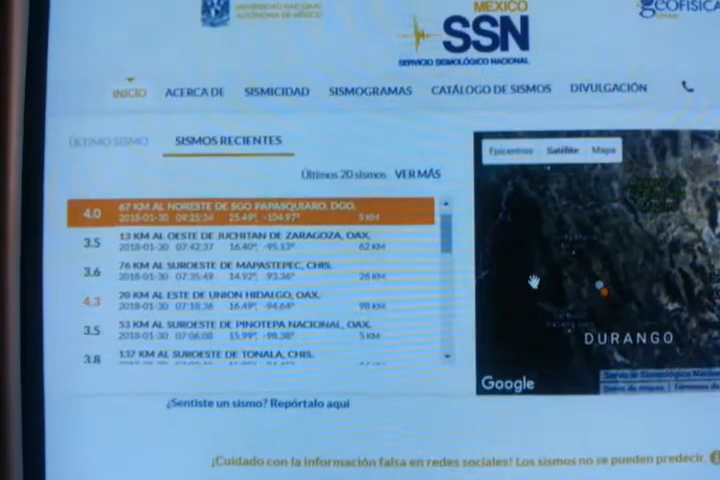 UNIVERSIDAD NACIONAL
AUTÓNOMA DE MÉXICO
MÉXICO
SSN
SERVICIO SISMOLÓGICO NACIONAL
geoFÍSICA
INICIO ACERCA DE SISMICIDAD SISMOGRAMAS CATÁLOGO DE SISMOS DIVULGACIÓN
ÚLTIMO SISMO SISMOS RECIENTES
Últimos 20 sismos VER MÁS
4.0 67 KM AL NORESTE DE SGO PAPASQUIARO, DGO.
2018-01-30 09:25:34 25.49°, -104.97° 5 KM
3.5 13 KM AL OESTE DE JUCHITAN DE ZARAGOZA, OAX.
2018-01-30 07:42:37 16.40°, -95.13° 62 KM
3.6 76 KM AL SUROESTE DE MAPASTEPEC, CHIS.
2018-01-30 07:35:49 14.92°, -93.36° 26 KM
4.3 20 KM AL ESTE DE UNION HIDALGO, OAX.
2018-01-30 07:18:36 16.49°, -94.64° 98 KM
3.5 53 KM AL SUROESTE DE PINOTEPA NACIONAL, OAX.
2018-01-30 07:06:08 15.99°, -98.38° 5 KM
3.8 137 KM AL SUROESTE DE TONALA, CHIS.
Epicentros Satélite Mapa
DURANGO
Google
Servicio Sismológico Nacional
Datos de mapas Términos de
¿Sentiste un sismo? Repórtalo aquí
¡Cuidado con la información falsa en redes sociales! Los sismos no se pueden predecir.